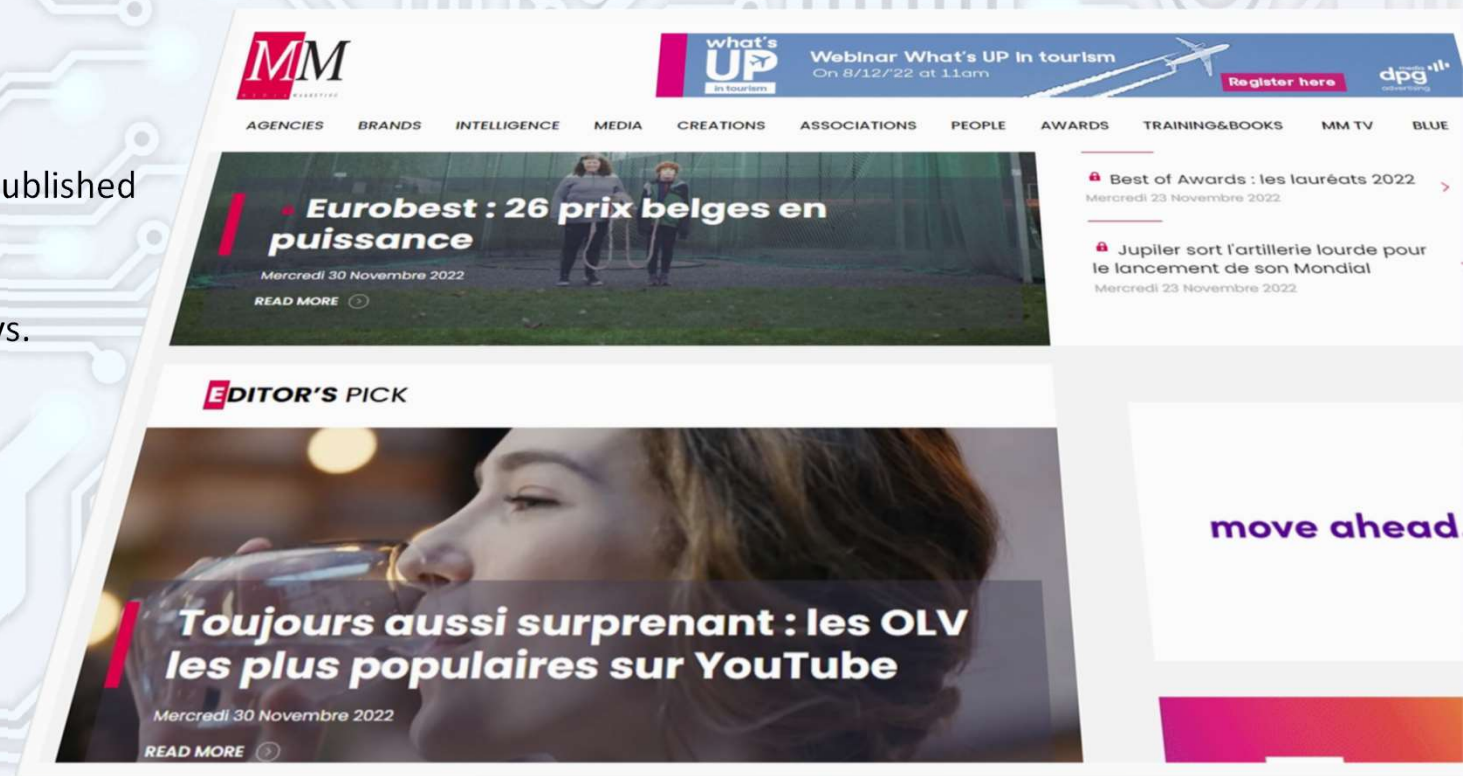 ublished
s.
MM
MEDIA MARKETING
what's
UP
in tourism
Webinar What's UP in tourism
On 8/12/'22 at 11am
Register here
media
dpg
advertising
AGENCIES BRANDS INTELLIGENCE MEDIA CREATIONS ASSOCIATIONS PEOPLE AWARDS TRAINING&BOOKS MM TV BLUE
Eurobest : 26 prix belges en
puissance
Mercredi 30 Novembre 2022
READ MORE
Best of Awards : les lauréats 2022
Mercredi 23 Novembre 2022
Jupiler sort l'artillerie lourde pour
le lancement de son Mondial
Mercredi 23 Novembre 2022
EDITOR'S PICK
Toujours aussi surprenant : les OLV
les plus populaires sur YouTube
Mercredi 30 Novembre 2022
READ MORE
move ahead.